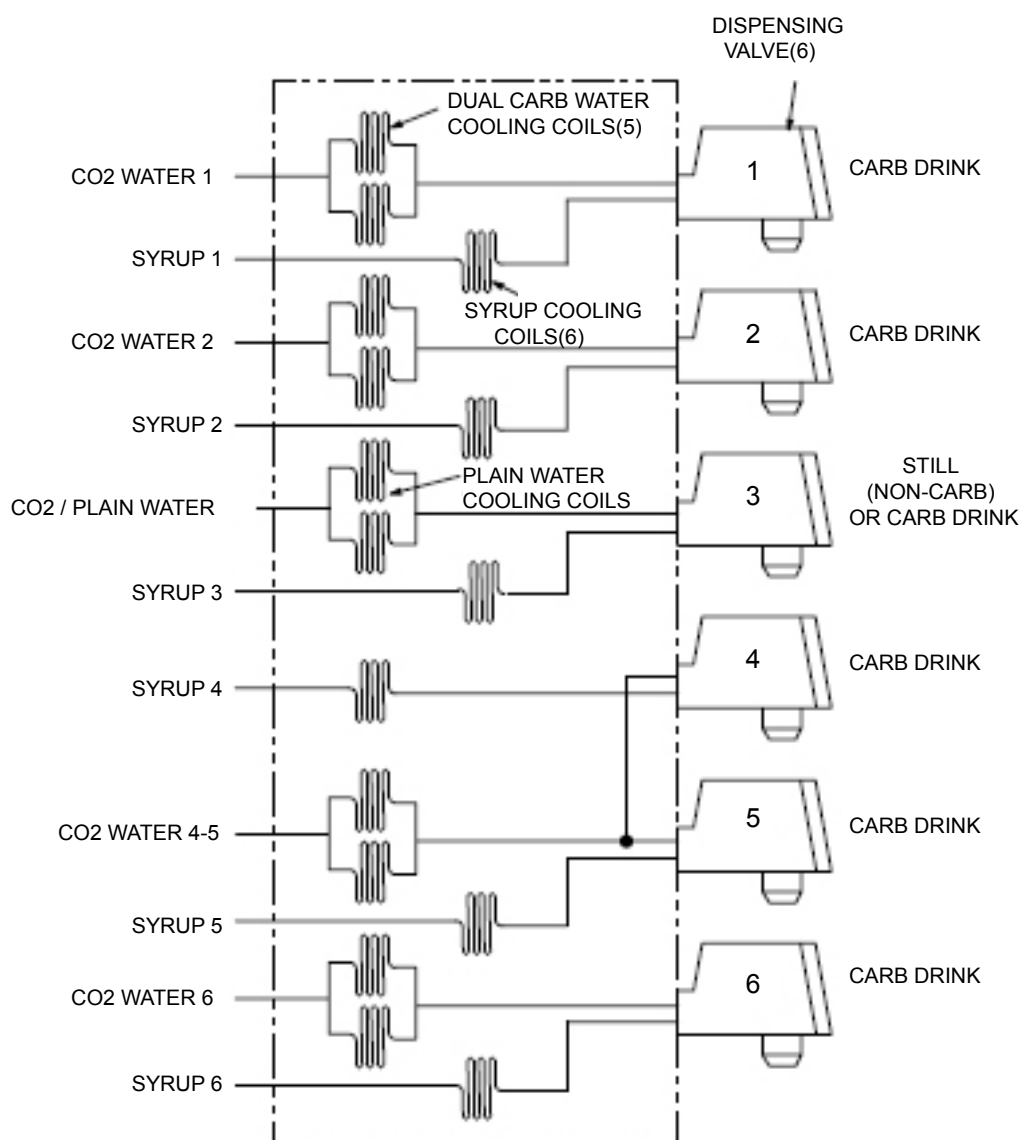 DISPENSING
VALVE(6)
DUAL CARB WATER
COOLING COILS(5)
CO2 WATER 1
1
CARB DRINK
SYRUP 1
SYRUP COOLING
COILS(6)
CO2 WATER 2
2
CARB DRINK
SYRUP 2
PLAIN WATER
COOLING COILS
CO2 / PLAIN WATER
3
STILL
(NON-CARB)
OR CARB DRINK
SYRUP 3
4
CARB DRINK
SYRUP 4
CO2 WATER 4-5
5
CARB DRINK
SYRUP 5
CO2 WATER 6
6
CARB DRINK
SYRUP 6